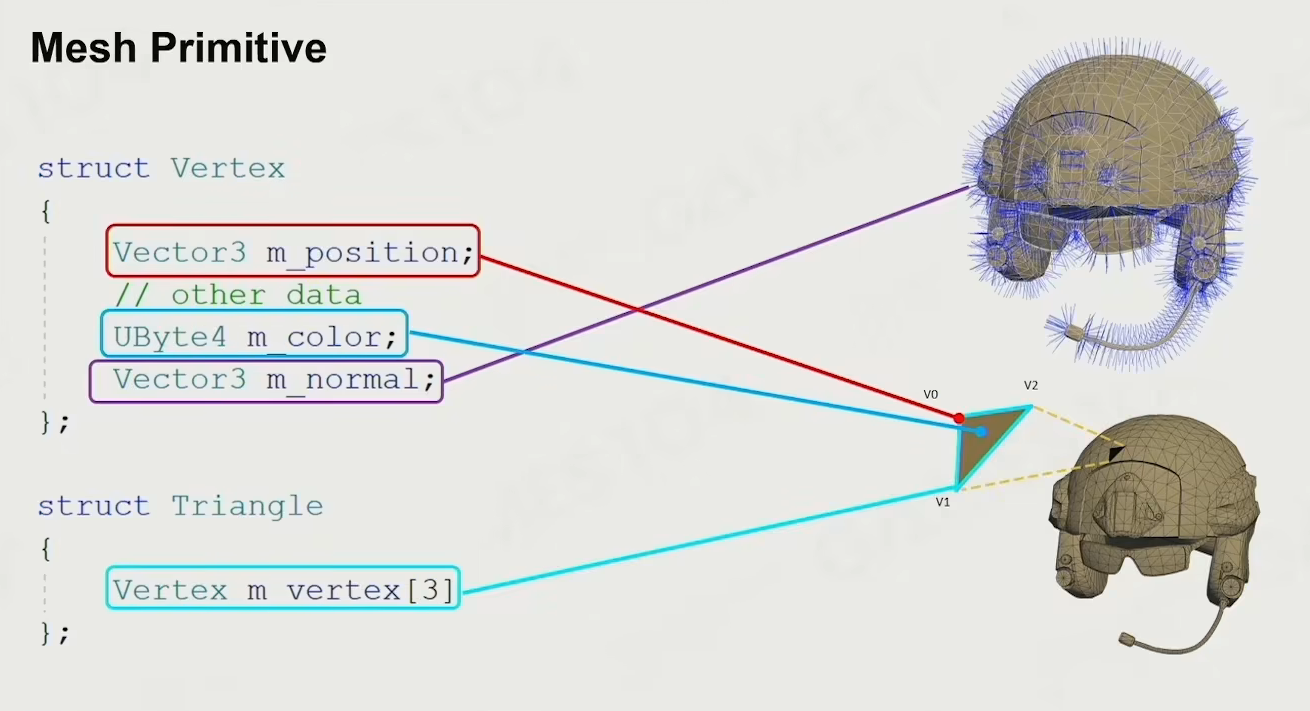 Mesh Primitive
struct Vertex
{
Vector3 m_position;
// other data
UByte4 m_color;
Vector3 m_normal;
};
struct Triangle
{
Vertex m_vertex[3]
};
V0
V2
V1